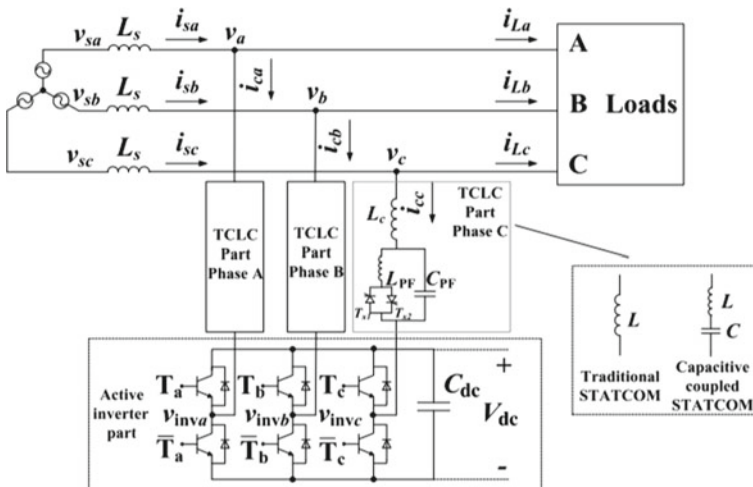 v_sa L_s i_sa v_a i_La A
i_ca
v_sb L_s i_sb v_b i_Lb B Loads
i_cb
v_sc L_s i_sc v_c i_Lc C
TCLC
Part
Phase A
TCLC
Part
Phase B
L_c
i_cc
TCLC
Part
Phase C
L_PF
C_PF
T_s1 T_s2
L
Traditional
STATCOM
L
C
Capacitive
coupled
STATCOM
Active
inverter
part
T_a T_b T_c
v_inva v_invb v_invc
T̅_a T̅_b T̅_c
C_dc
+
V_dc
-